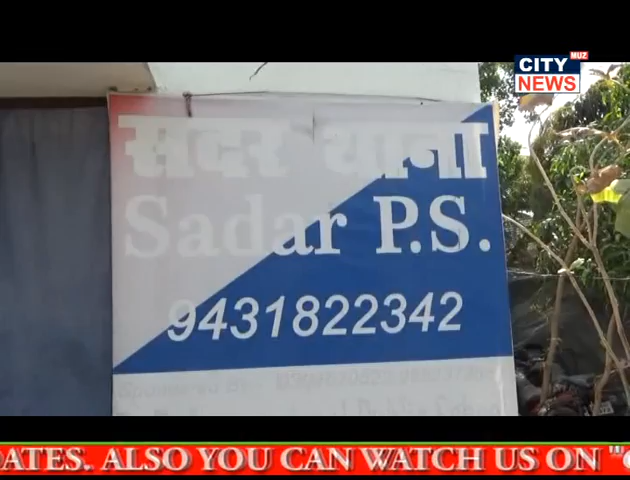 CITY MUZ
NEWS
सदर थाना
Sadar P.S.
9431822342
DATES. ALSO YOU CAN WATCH US ON "